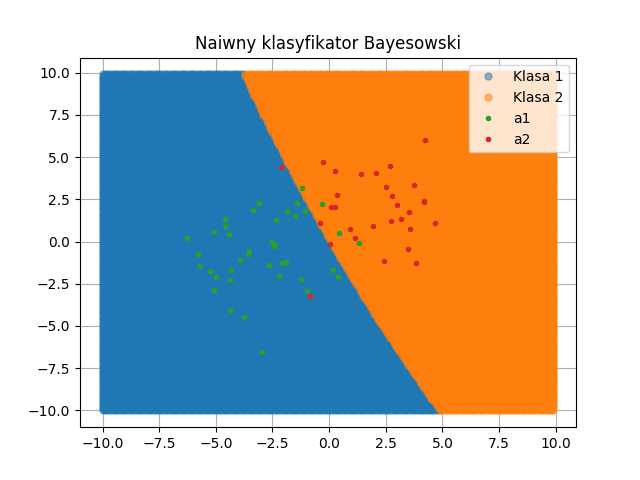 Naiwny klasyfikator Bayesowski
10.0
7.5
5.0
2.5
0.0
−2.5
−5.0
−7.5
−10.0
Klasa 1
Klasa 2
a1
a2
−10.0 −7.5 −5.0 −2.5 0.0 2.5 5.0 7.5 10.0